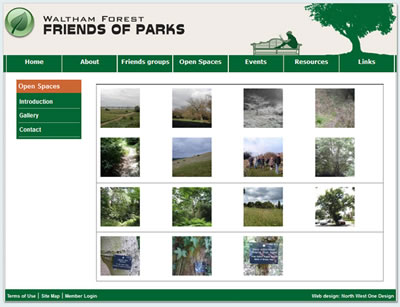 Waltham Forest
FRIENDS OF PARKS
Home About Friends groups Open Spaces Events Resources Links
Open Spaces
Introduction
Gallery
Contact
Terms of Use | Site Map | Member Login Web design: North West One Design